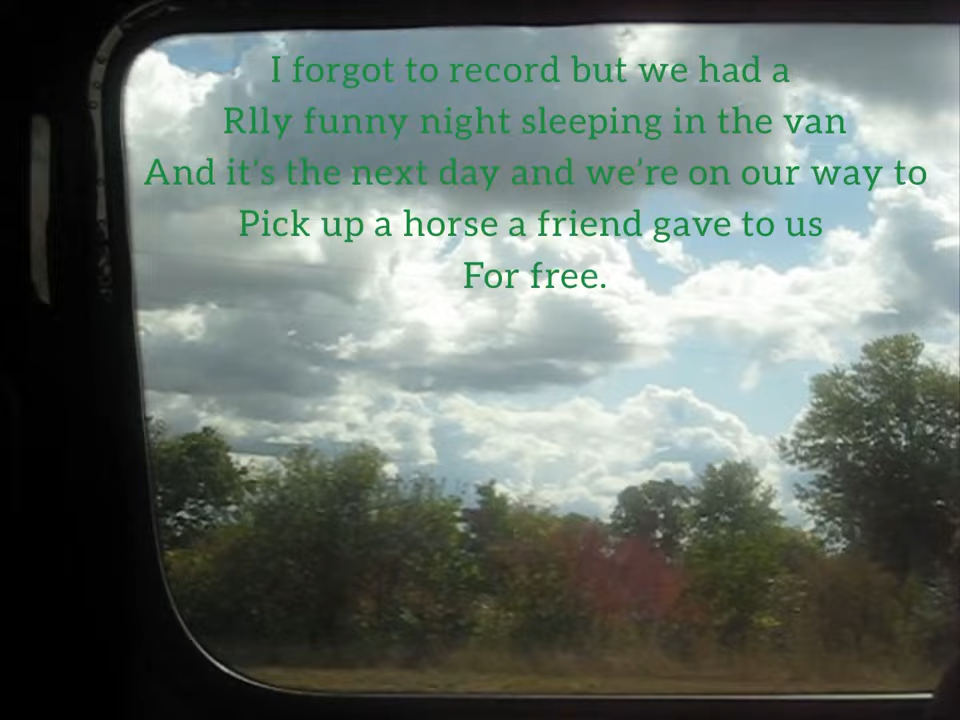 I forgot to record but we had a
Rlly funny night sleeping in the van
And it's the next day and we're on our way to
Pick up a horse a friend gave to us
For free.